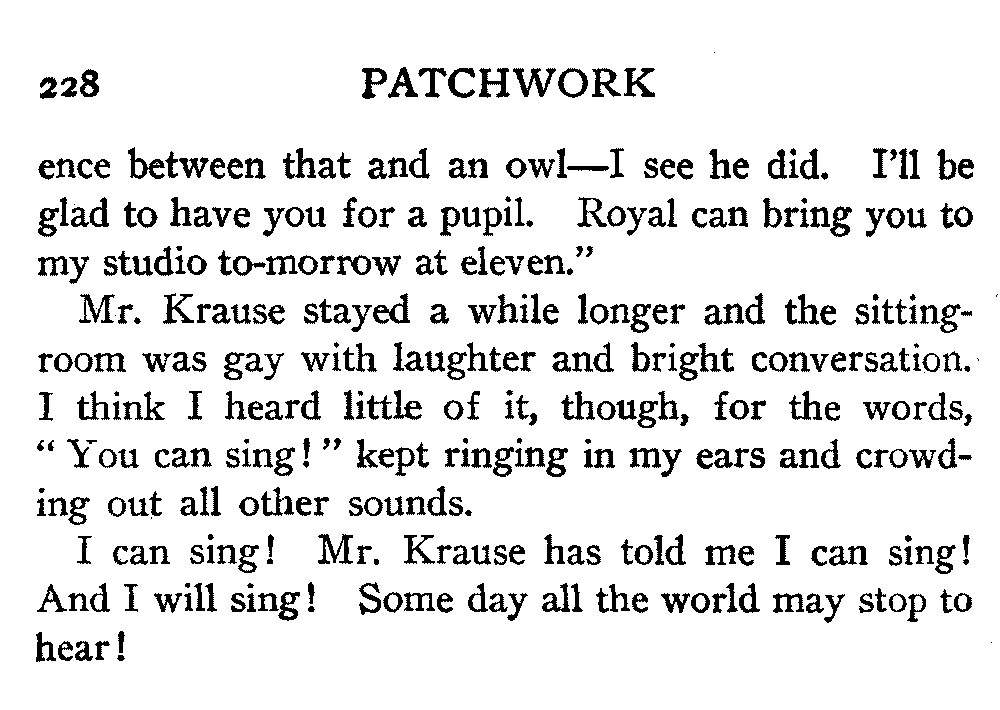 228 PATCHWORK
ence between that and an owl—I see he did. I'll be
glad to have you for a pupil. Royal can bring you to
my studio to-morrow at eleven."
Mr. Krause stayed a while longer and the sitting-
room was gay with laughter and bright conversation.
I think I heard little of it, though, for the words,
" You can sing! " kept ringing in my ears and crowd-
ing out all other sounds.
I can sing! Mr. Krause has told me I can sing!
And I will sing! Some day all the world may stop to
hear!